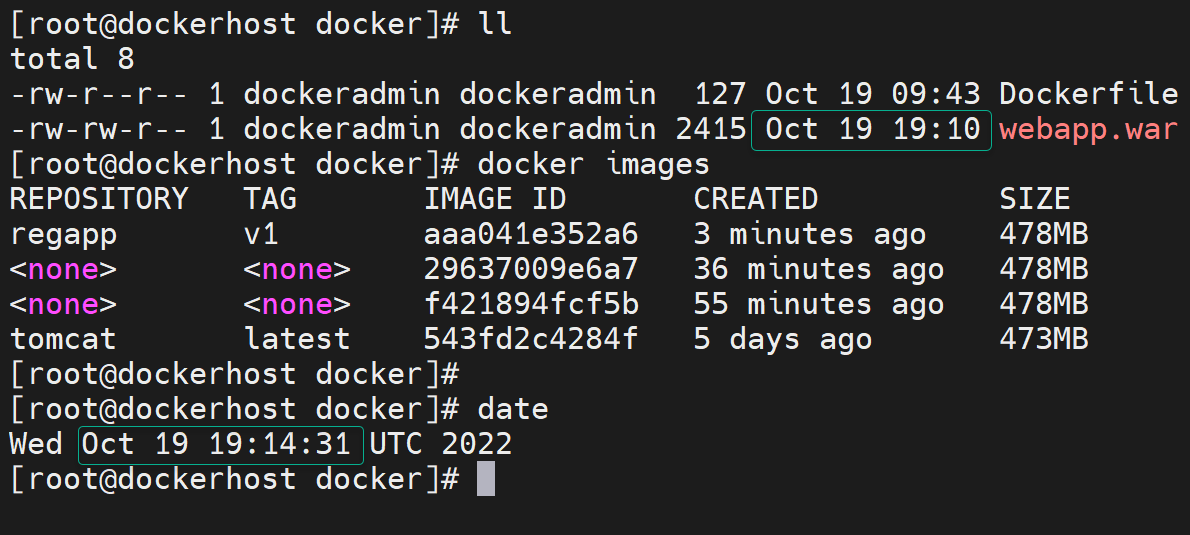 [root@dockerhost docker]# ll
total 8
-rw-r--r-- 1 dockeradmin dockeradmin  127 Oct 19 09:43 Dockerfile
-rw-rw-r-- 1 dockeradmin dockeradmin 2415 Oct 19 19:10 webapp.war
[root@dockerhost docker]# docker images
REPOSITORY   TAG       IMAGE ID       CREATED          SIZE
regapp       v1        aaa041e352a6   3 minutes ago    478MB
<none>       <none>    29637009e6a7   36 minutes ago   478MB
<none>       <none>    f421894fcf5b   55 minutes ago   478MB
tomcat       latest    543fd2c4284f   5 days ago       473MB
[root@dockerhost docker]#
[root@dockerhost docker]# date
Wed Oct 19 19:14:31 UTC 2022
[root@dockerhost docker]#